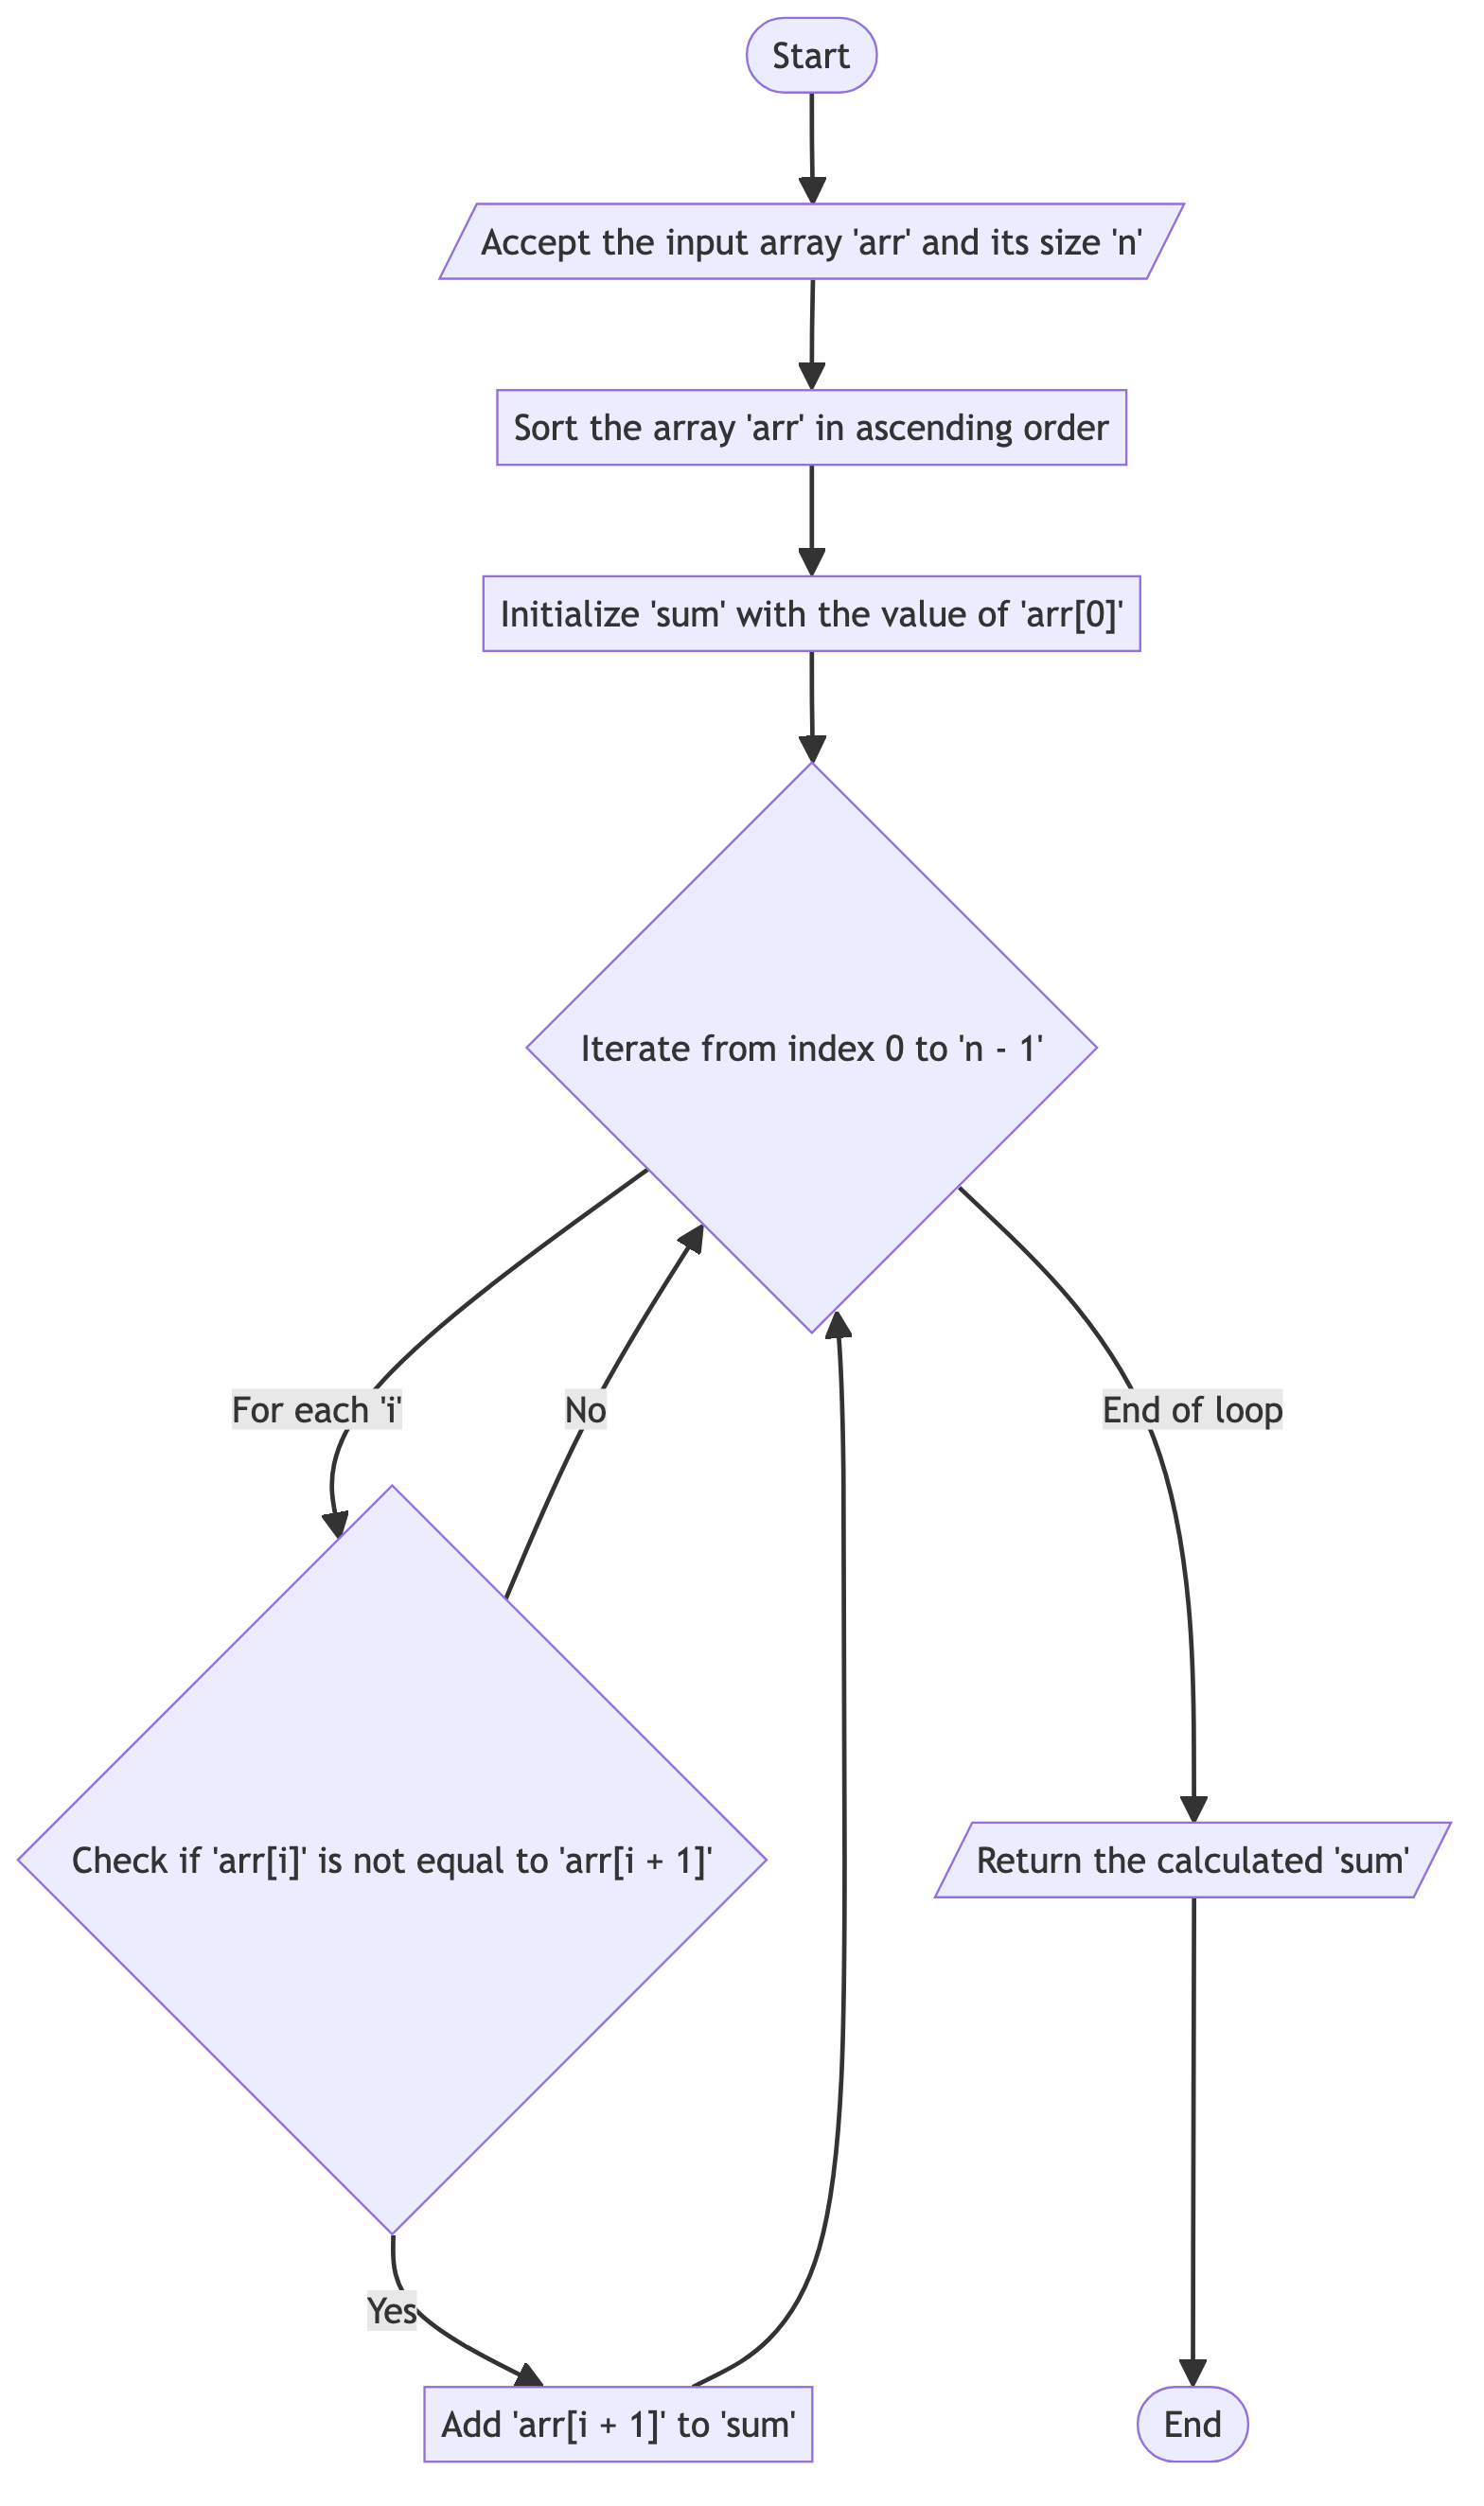 Start
Accept the input array 'arr' and its size 'n'
Sort the array 'arr' in ascending order
Initialize 'sum' with the value of 'arr[0]'
Iterate from index 0 to 'n - 1'
For each 'i'
No
End of loop
Check if 'arr[i]' is not equal to 'arr[i + 1]'
Return the calculated 'sum'
Yes
Add 'arr[i + 1]' to 'sum'
End